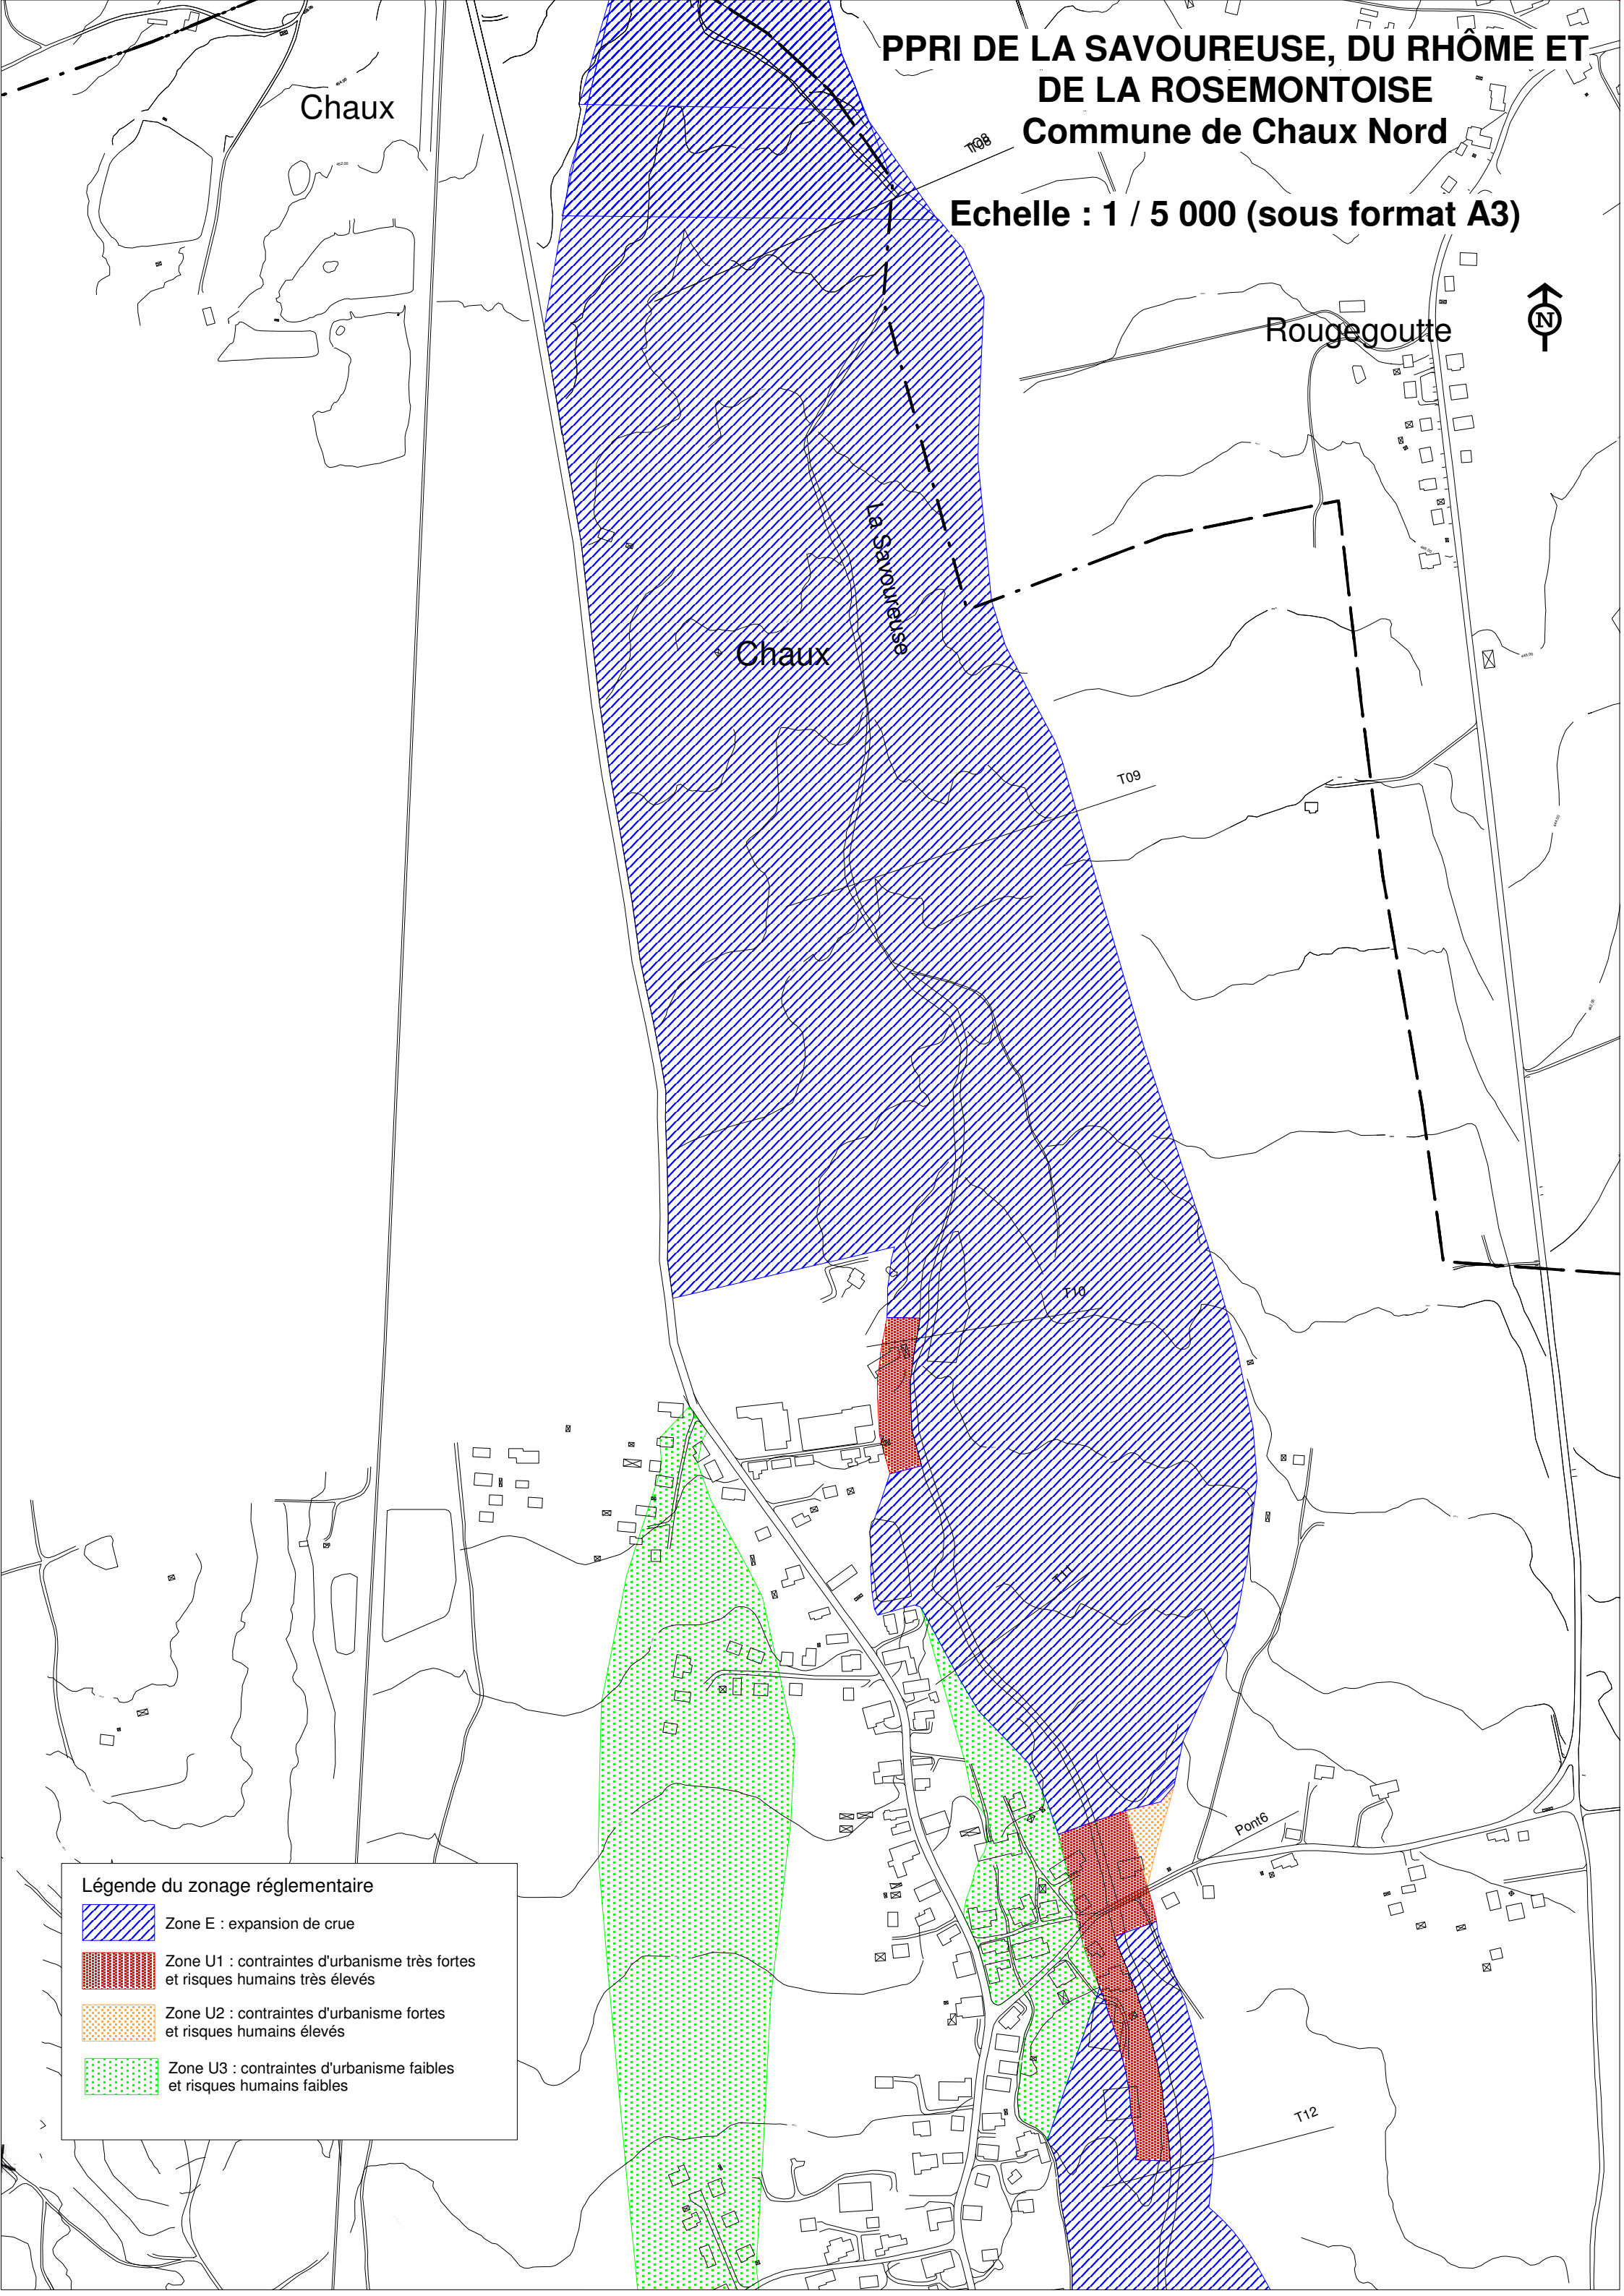 PPRI DE LA SAVOUREUSE, DU RHÔME ET
DE LA ROSEMONTOISE
Commune de Chaux Nord
Echelle : 1 / 5 000 (sous format A3)
Chaux
T08
N
Rougegoutte
La Savoureuse
Chaux
T09
T10
T11
Pont6
T12
Légende du zonage réglementaire
Zone E : expansion de crue
Zone U1 : contraintes d'urbanisme très fortes
et risques humains très élevés
Zone U2 : contraintes d'urbanisme fortes
et risques humains élevés
Zone U3 : contraintes d'urbanisme faibles
et risques humains faibles